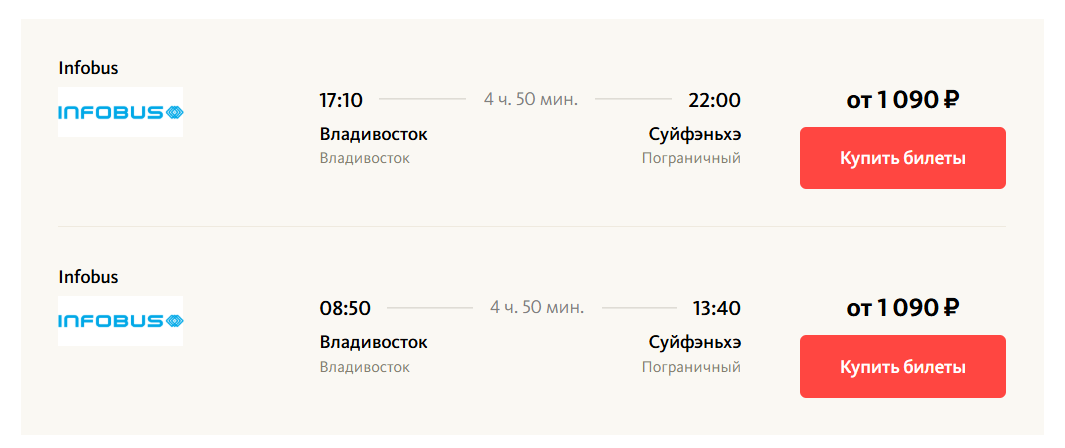 Infobus
INFOBUS
17:10 4 ч. 50 мин. 22:00
Владивосток Суйфэньхэ
Владивосток Пограничный
от 1 090 ₽
Купить билеты
Infobus
INFOBUS
08:50 4 ч. 50 мин. 13:40
Владивосток Суйфэньхэ
Владивосток Пограничный
от 1 090 ₽
Купить билеты